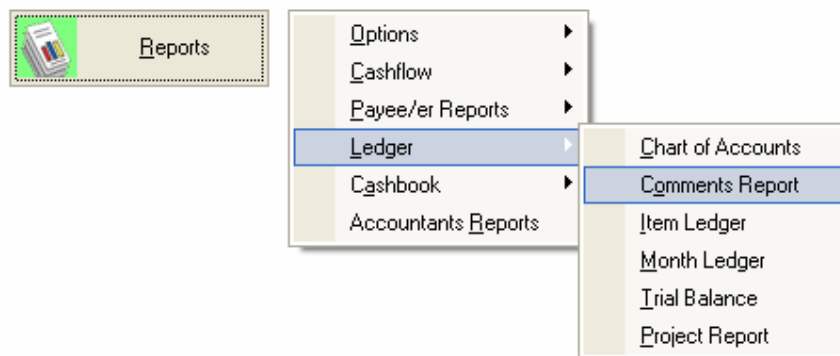 Reports
Options
Cashflow
Payee/er Reports
Ledger
Cashbook
Accountants Reports
Chart of Accounts
Comments Report
Item Ledger
Month Ledger
Trial Balance
Project Report